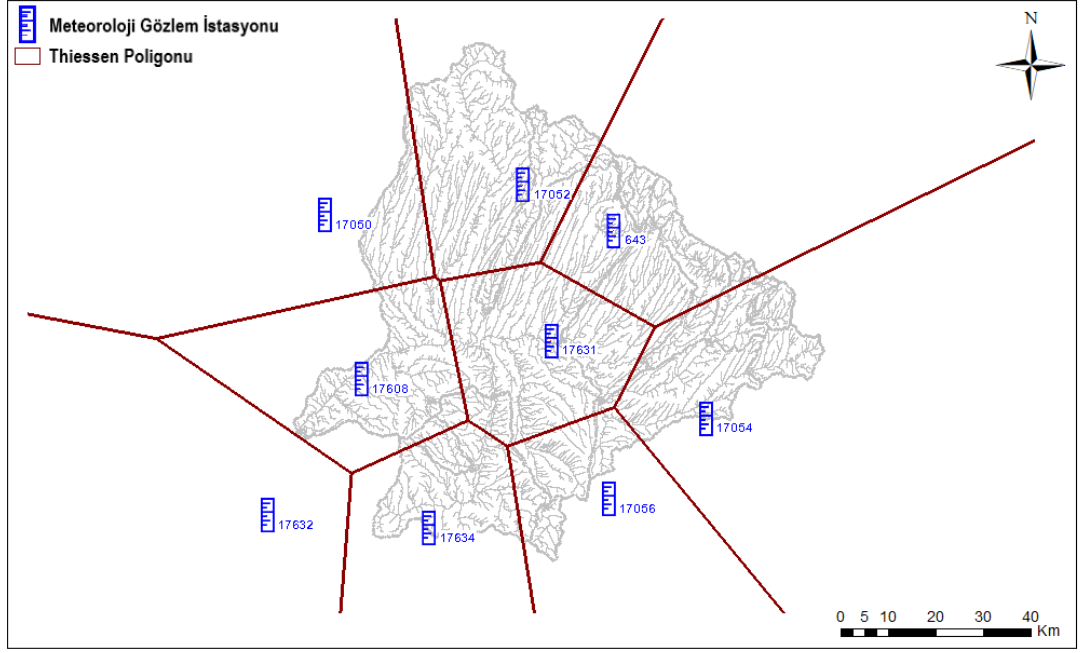 Meteoroloji Gözlem İstasyonu
Thiessen Poligonu
N
17052
17050
643
17631
17608
17054
17056
17632
17634
0 5 10 20 30 40
Km